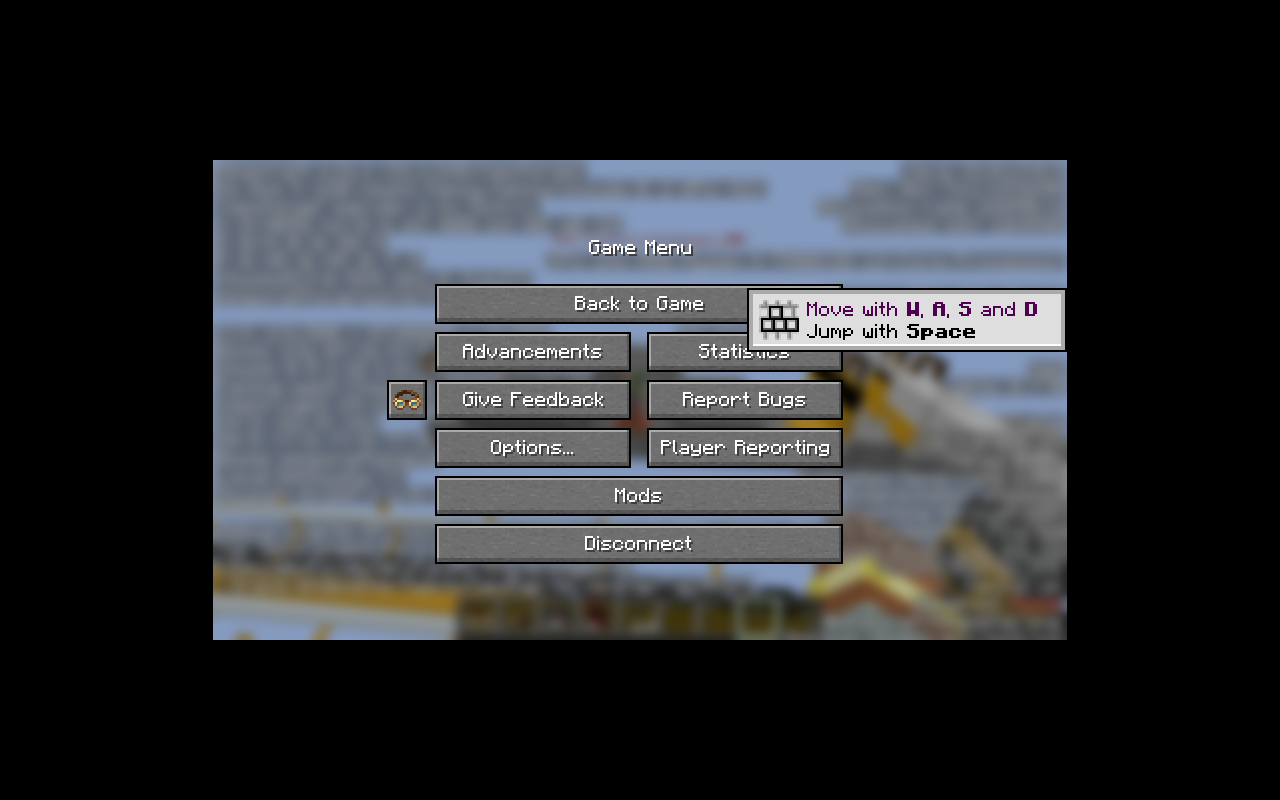 Game Menu
Back to Game
Move with W, A, S and D
Jump with Space
Advancements
Statistics
Give Feedback
Report Bugs
Options...
Player Reporting
Mods
Disconnect